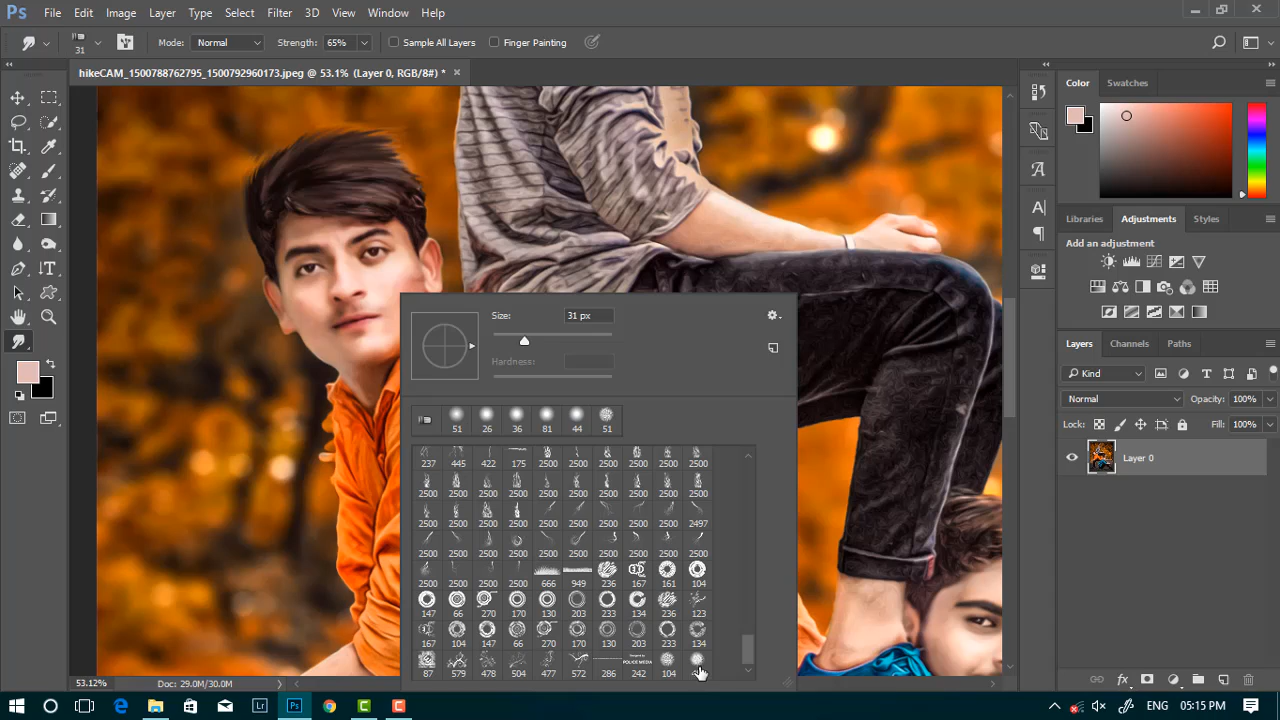 Ps File Edit Image Layer Type Select Filter 3D View Window Help
31 Mode: Normal Strength: 65% Sample All Layers Finger Painting
hikeCAM_1500788762795_1500792960173.jpeg @ 53.1% (Layer 0, RGB/8#) * ×
Color Swatches
Libraries Adjustments Styles
Add an adjustment
Layers Channels Paths
Kind
Normal Opacity: 100%
Lock: Fill: 100%
Layer 0
Size: 31 px
Hardness:
51 26 36 81 44 51
237 445 422 175 2500 2500 2500 2500 2500 2500
2500 2500 2500 2500 2500 2500 2500 2500 2500 2500
2500 2500 2500 2500 2500 2500 2500 2500 2500 2497
2500 2500 2500 2500 2500 2500 2500 2500 2500 2500
2500 2500 2500 2500 666 949 236 167 161 104
147 66 270 170 130 203 233 134 236 123
167 104 147 66 270 170 130 203 233 134
POLICE MEDIA
87 579 478 504 477 572 286 242 104
53.12% Doc: 29.0M/30.0M
Lr Ps ENG 05:15 PM